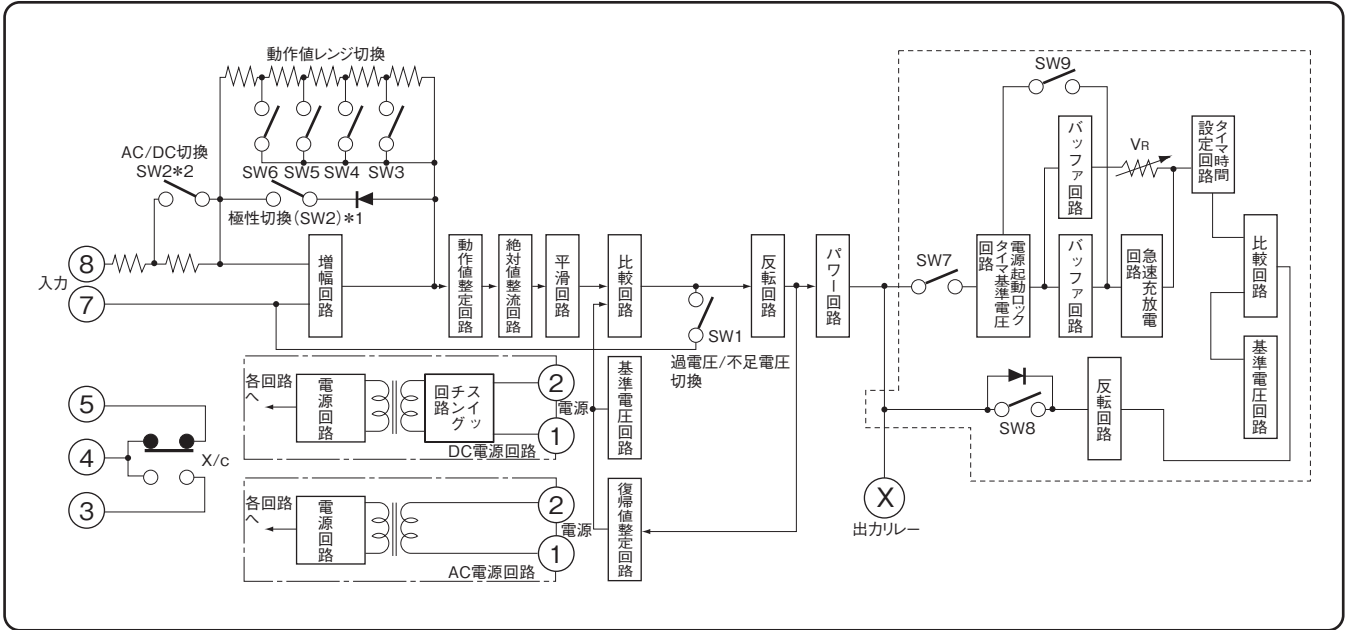 動作値レンジ切換
AC/DC切換
SW2*2
SW6
SW5
SW4
SW3
極性切換(SW2)*1
⑧
入力
⑦
増幅回路
動作値整定回路
絶対値整流回路
平滑回路
比較回路
SW1
過電圧/不足電圧
切換
反転回路
パワー回路
SW7
SW9
電源起動ロック
タイマ基準電圧
回路
バッファ回路
バッファ回路
VR
急速充放電
回路
タイマ時間
設定回路
比較回路
基準電圧回路
SW8
反転回路
X
出力リレー
⑤
④
③
X/c
各回路
へ
電源回路
スイッ
チング
回路
②
電源
①
DC電源回路
基準電圧回路
各回路
へ
電源回路
②
電源
①
AC電源回路
復帰値整定回路